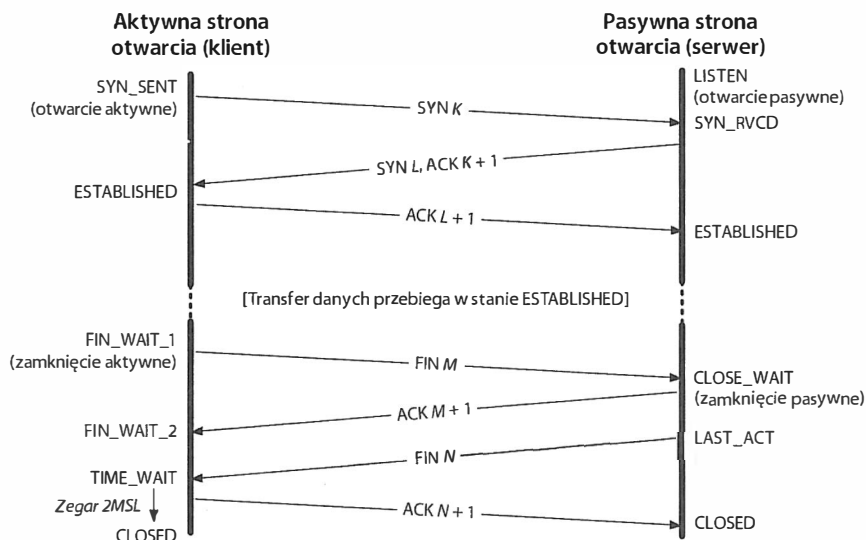 Aktywna strona
otwarcia (klient)
Pasywna strona
otwarcia (serwer)
SYN_SENT
(otwarcie aktywne)
LISTEN
(otwarcie pasywne)
SYN K
SYN_RVCD
SYN L, ACK K + 1
ESTABLISHED
ACK L + 1
ESTABLISHED
[Transfer danych przebiega w stanie ESTABLISHED]
FIN_WAIT_1
(zamknięcie aktywne)
FIN M
CLOSE_WAIT
(zamknięcie pasywne)
ACK M + 1
FIN_WAIT_2
LAST_ACT
FIN N
TIME_WAIT
Zegar 2MSL
ACK N + 1
CLOSED
CLOSED